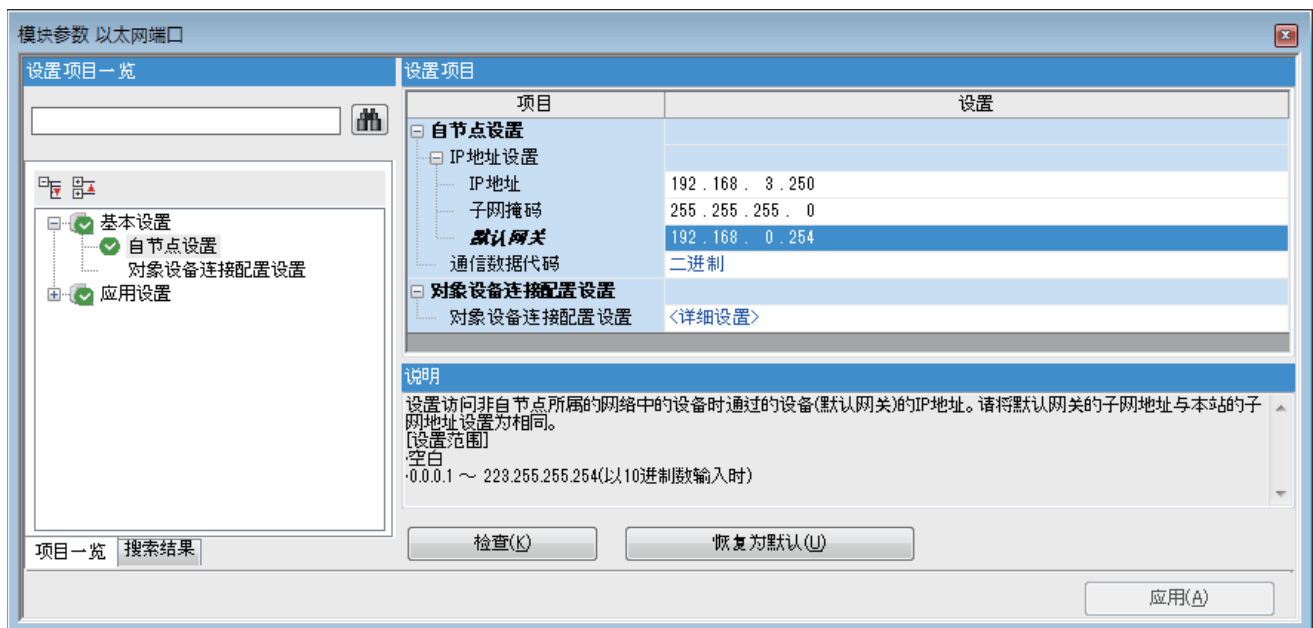 模块参数 以太网端口
设置项目一览
项目一览
搜索结果
基本设置
自节点设置
对象设备连接配置设置
应用设置
设置项目
项目 设置
自节点设置
IP地址设置
IP地址 192 . 168 . 3 . 250
子网掩码 255 . 255 . 255 . 0
默认网关 192 . 168 . 0 . 254
通信数据代码 二进制
对象设备连接配置设置
对象设备连接配置设置 <详细设置>
说明
设置访问非自节点所属的网络中的设备时通过的设备(默认网关)的IP地址。请将默认网关的子网地址与本站的子
网地址设置为相同。
[设置范围]
·空白
·0.0.0.1 ～ 223.255.255.254(以10进制数输入时)
检查(K) 恢复为默认(U)
应用(A)